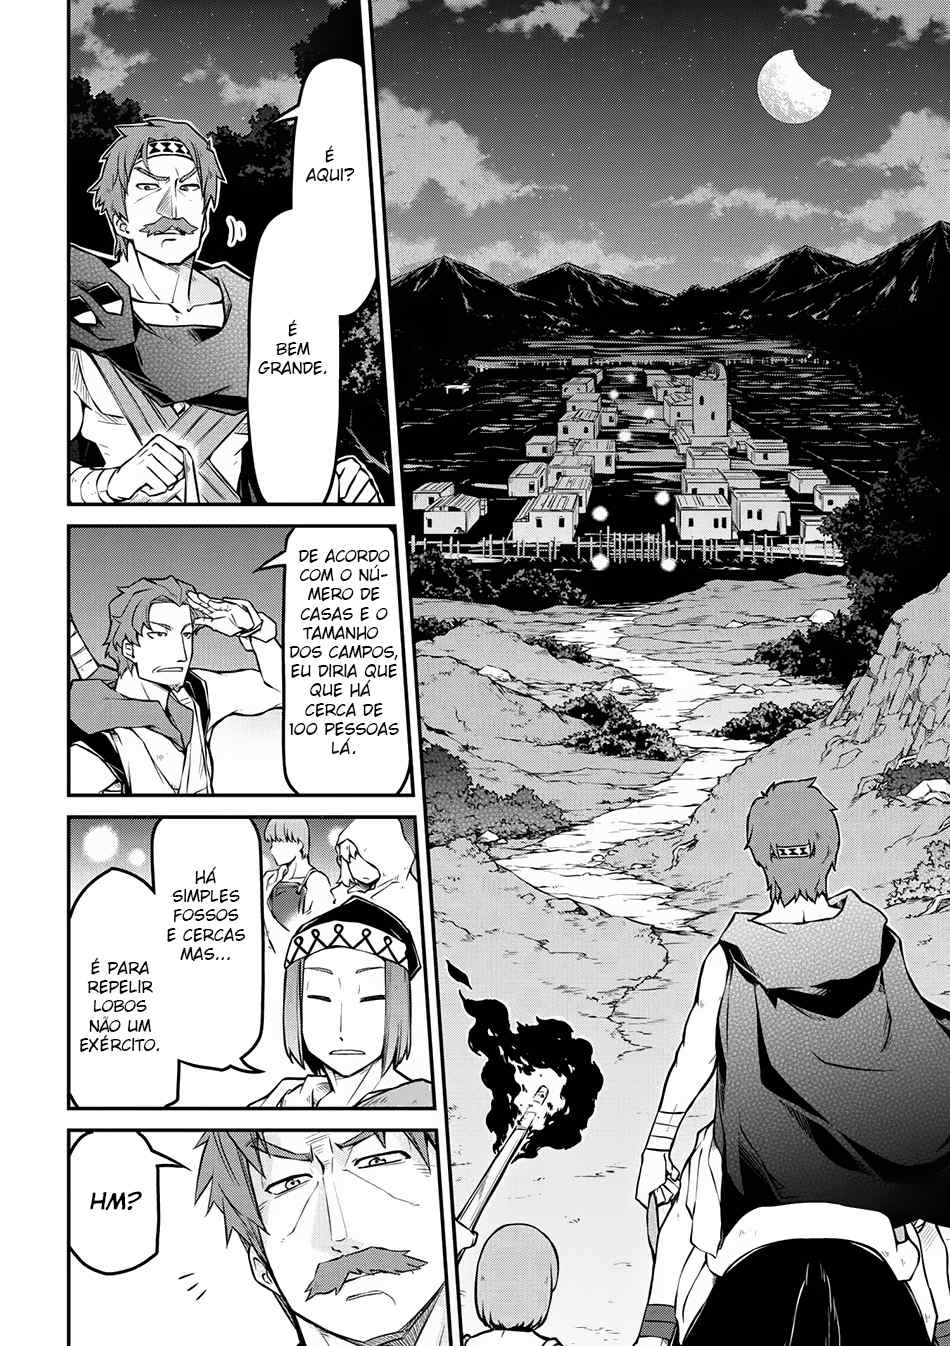 É
AQUI?
É
BEM
GRANDE.
DE ACORDO
COM O NÚ-
MERO DE
CASAS E O
TAMANHO
DOS CAMPOS,
EU DIRIA QUE
QUE HÁ
CERCA DE
100 PESSOAS
LÁ.
HÁ
SIMPLES
FOSSOS
E CERCAS
MAS...
É PARA
REPELIR
LOBOS
NÃO UM
EXÉRCITO.
HM?